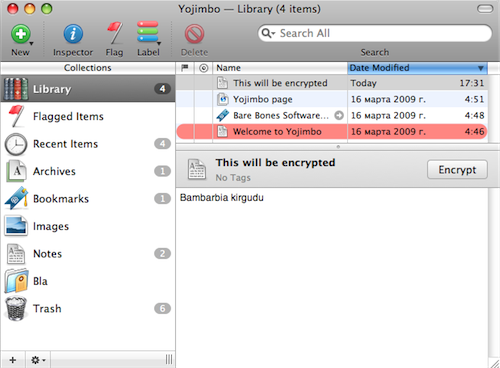 Yojimbo — Library (4 items)
New Inspector Flag Label Delete Search All
Search
Collections Name Date Modified
Library 4
Flagged Items
Recent Items 4
Archives 1
Bookmarks 1
Images
Notes 2
Bla
Trash 6
This will be encrypted Today 17:31
Yojimbo page 16 марта 2009 г. 4:51
Bare Bones Software... 16 марта 2009 г. 4:48
Welcome to Yojimbo 16 марта 2009 г. 4:46
This will be encrypted
No Tags
Encrypt
Bambarbia kirgudu